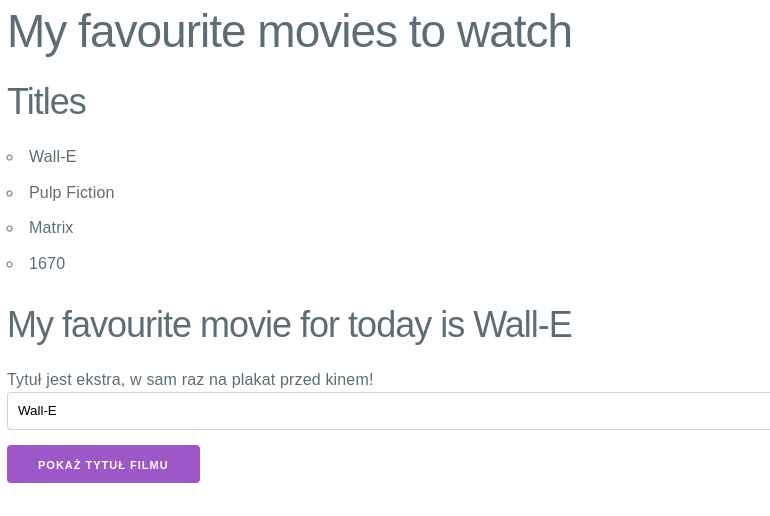 My favourite movies to watch
Titles
Wall-E
Pulp Fiction
Matrix
1670
My favourite movie for today is Wall-E
Tytuł jest ekstra, w sam raz na plakat przed kinem!
Wall-E
POKAŻ TYTUŁ FILMU